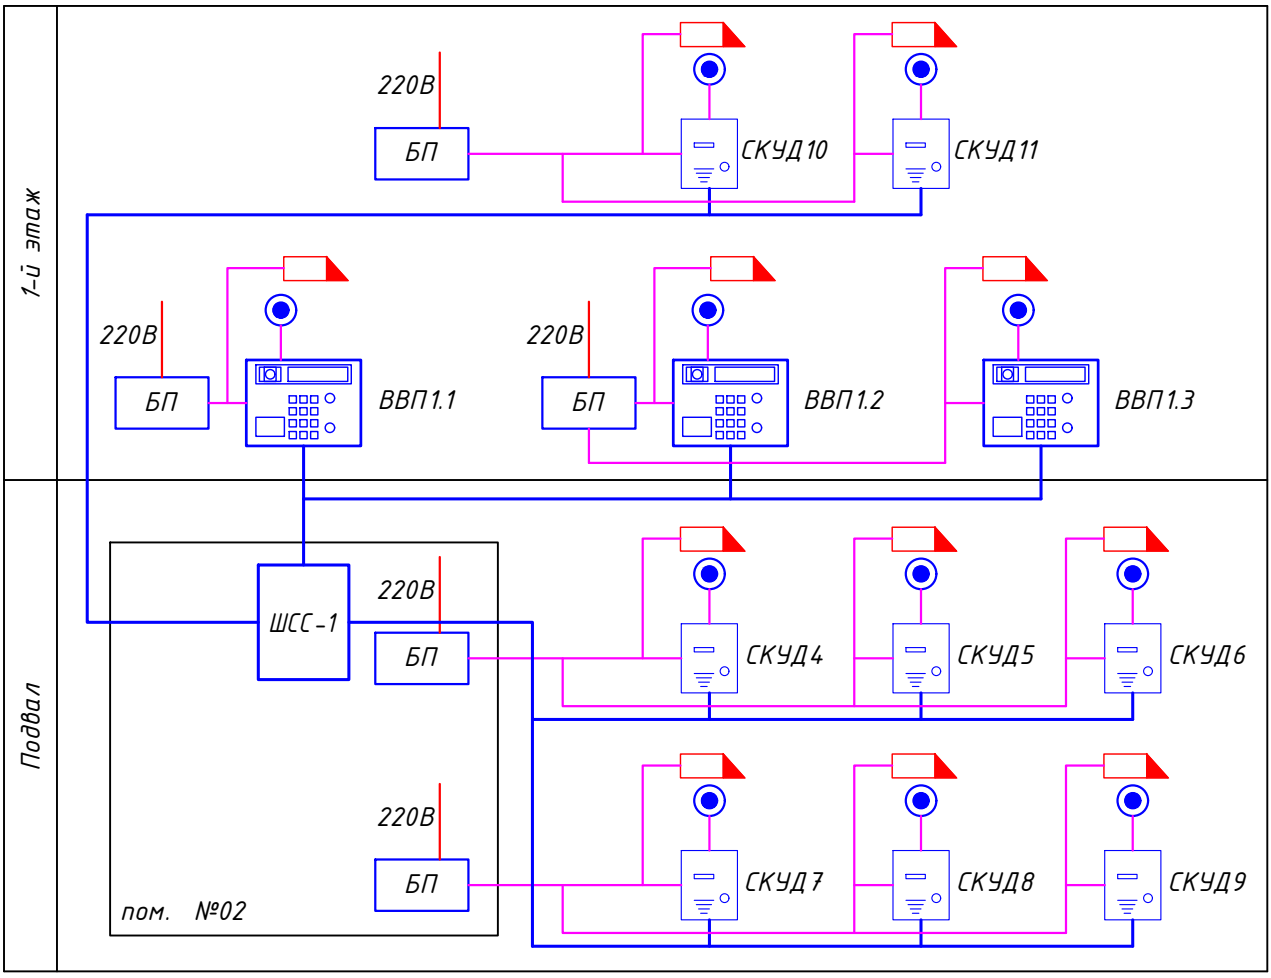 1-й этаж
220В
БП
СКУД10
СКУД11
220В
БП
ВВП1.1
220В
БП
ВВП1.2
ВВП1.3
Подвал
ШСС-1
220В
БП
СКУД4
СКУД5
СКУД6
220В
БП
СКУД7
СКУД8
СКУД9
пом. №02